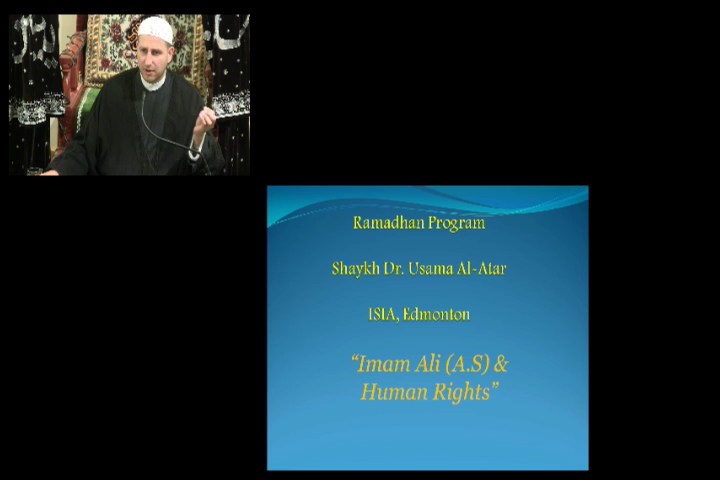 Ramadhan Program
Shaykh Dr. Usama Al-Atar
ISIA, Edmonton
“Imam Ali (A.S) &
Human Rights”